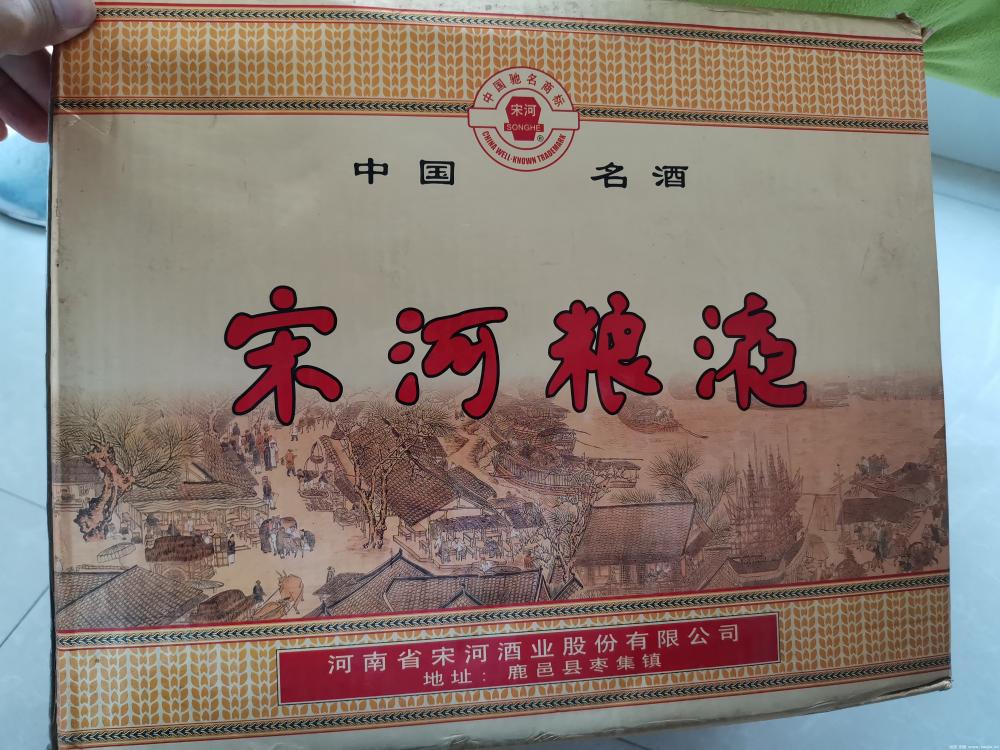 中国驰名商标
宋河
SONGHE
®
CHINA WELL-KNOWN TRADEMARK
中国 名酒
宋河粮液
河南省宋河酒业股份有限公司
地址：鹿邑县枣集镇